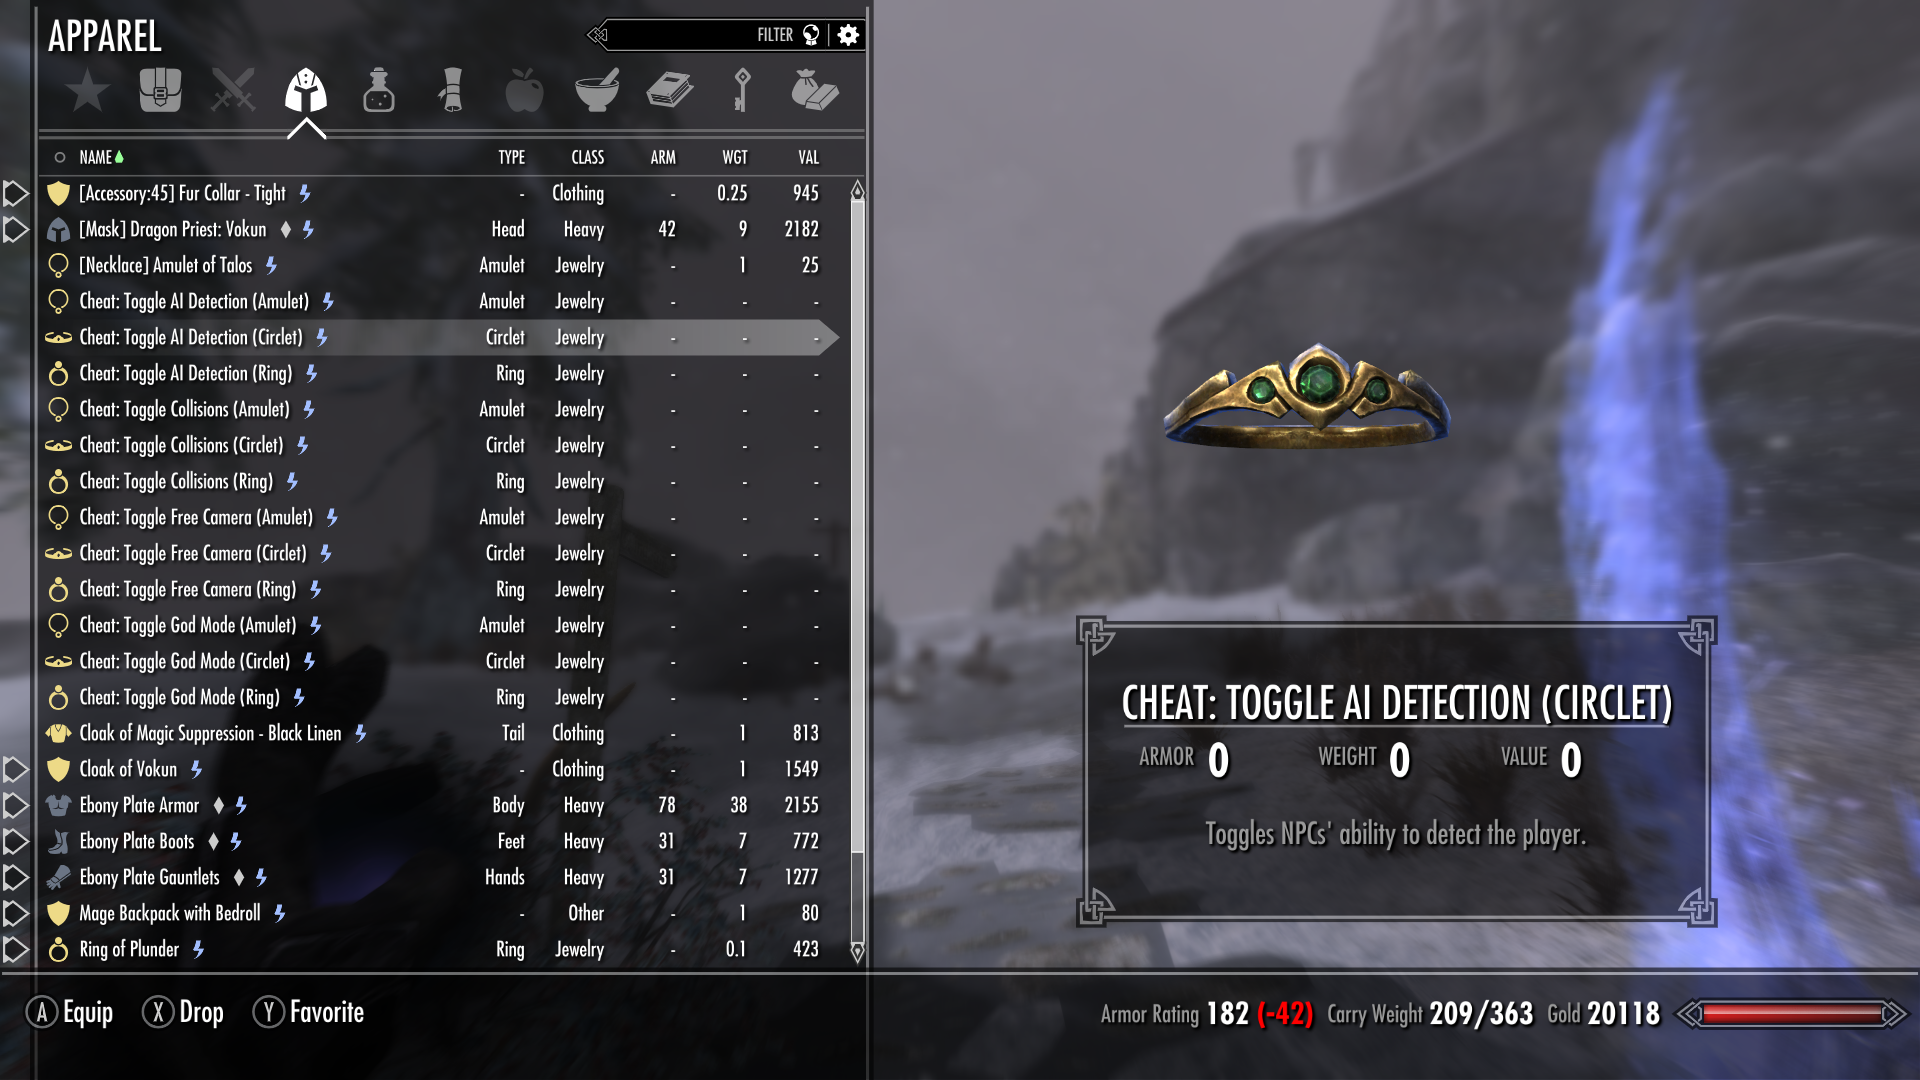 APPAREL
FILTER
NAME TYPE CLASS ARM WGT VAL
[Accessory:45] Fur Collar - Tight - Clothing - 0.25 945
[Mask] Dragon Priest: Vokun Head Heavy 42 9 2182
[Necklace] Amulet of Talos Amulet Jewelry - 1 25
Cheat: Toggle AI Detection (Amulet) Amulet Jewelry - - -
Cheat: Toggle AI Detection (Circlet) Circlet Jewelry - - -
Cheat: Toggle AI Detection (Ring) Ring Jewelry - - -
Cheat: Toggle Collisions (Amulet) Amulet Jewelry - - -
Cheat: Toggle Collisions (Circlet) Circlet Jewelry - - -
Cheat: Toggle Collisions (Ring) Ring Jewelry - - -
Cheat: Toggle Free Camera (Amulet) Amulet Jewelry - - -
Cheat: Toggle Free Camera (Circlet) Circlet Jewelry - - -
Cheat: Toggle Free Camera (Ring) Ring Jewelry - - -
Cheat: Toggle God Mode (Amulet) Amulet Jewelry - - -
Cheat: Toggle God Mode (Circlet) Circlet Jewelry - - -
Cheat: Toggle God Mode (Ring) Ring Jewelry - - -
Cloak of Magic Suppression - Black Linen Tail Clothing - 1 813
Cloak of Vokun - Clothing - 1 1549
Ebony Plate Armor Body Heavy 78 38 2155
Ebony Plate Boots Feet Heavy 31 7 772
Ebony Plate Gauntlets Hands Heavy 31 7 1277
Mage Backpack with Bedroll - Other - 1 80
Ring of Plunder Ring Jewelry - 0.1 423
CHEAT: TOGGLE AI DETECTION (CIRCLET)
ARMOR 0 WEIGHT 0 VALUE 0
Toggles NPCs' ability to detect the player.
A Equip X Drop Y Favorite
Armor Rating 182 (-42) Carry Weight 209/363 Gold 20118